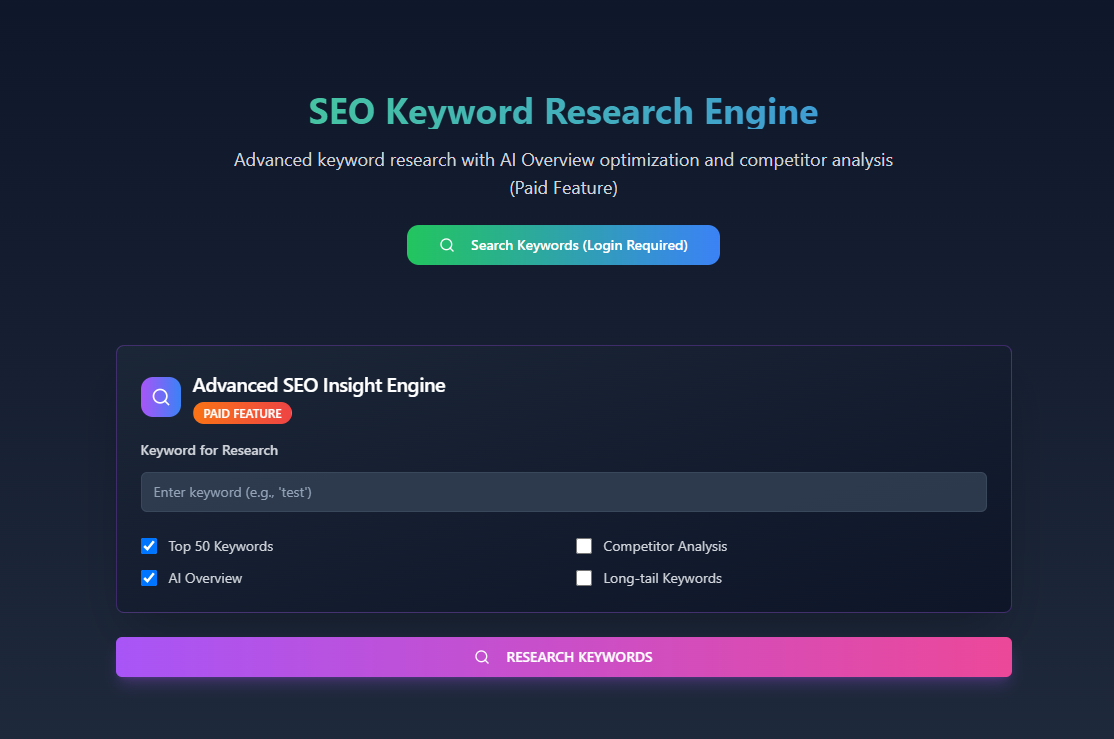 SEO Keyword Research Engine
Advanced keyword research with AI Overview optimization and competitor analysis
(Paid Feature)
Search Keywords (Login Required)
Advanced SEO Insight Engine
PAID FEATURE
Keyword for Research
Enter keyword (e.g., 'test')
Top 50 Keywords
Competitor Analysis
AI Overview
Long-tail Keywords
RESEARCH KEYWORDS